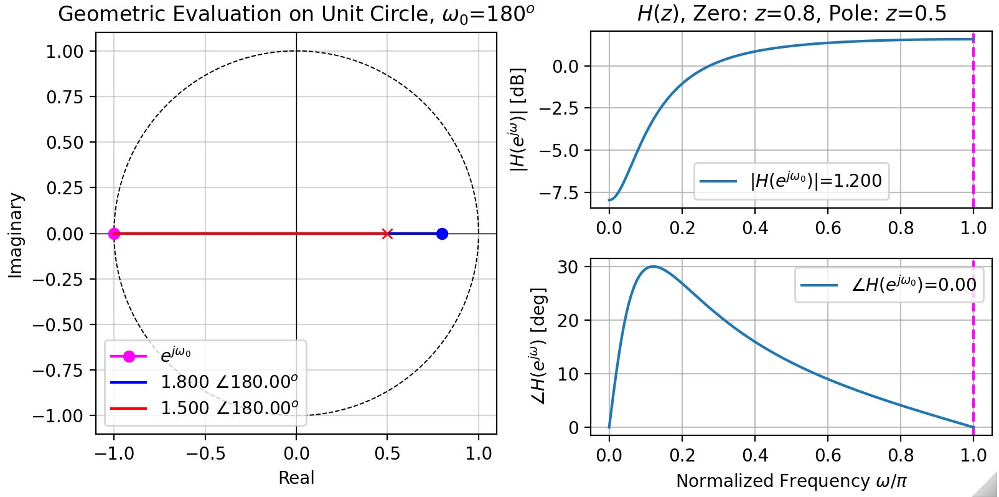 Geometric Evaluation on Unit Circle, ω₀=180ᵒ
1.00
0.75
0.50
0.25
0.00
−0.25
−0.50
−0.75
−1.00
Imaginary
e^{jω₀}
1.800 ∠180.00ᵒ
1.500 ∠180.00ᵒ
−1.0
−0.5
0.0
0.5
1.0
Real
H(z), Zero: z=0.8, Pole: z=0.5
|H(e^{jω})| [dB]
0.0
−2.5
−5.0
−7.5
|H(e^{jω₀})|=1.200
0.0
0.2
0.4
0.6
0.8
1.0
∠H(e^{jω}) [deg]
30
20
10
0
∠H(e^{jω₀})=0.00
0.0
0.2
0.4
0.6
0.8
1.0
Normalized Frequency ω/π